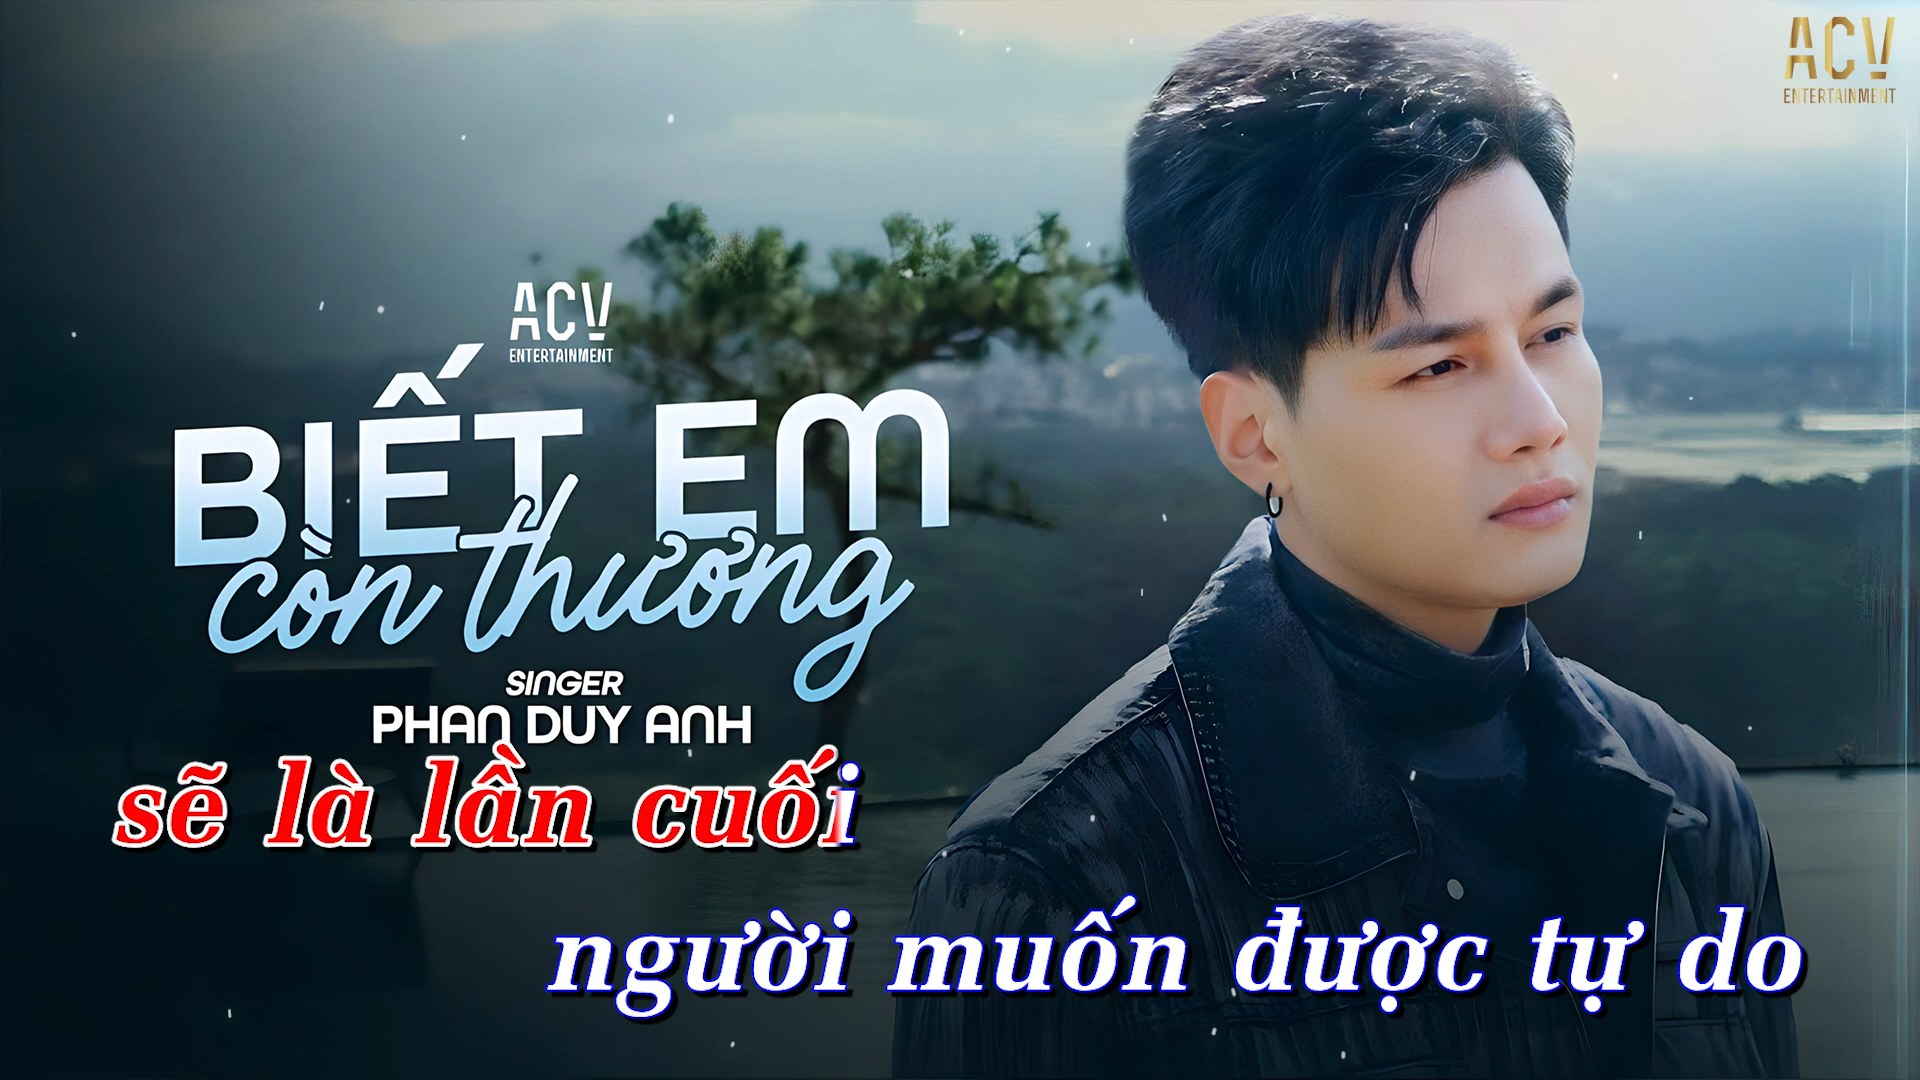 ACV
ENTERTAINMENT
ACV
ENTERTAINMENT
BIẾT EM
còn thương
SINGER
PHAN DUY ANH
sẽ là lần cuối
người muốn được tự do